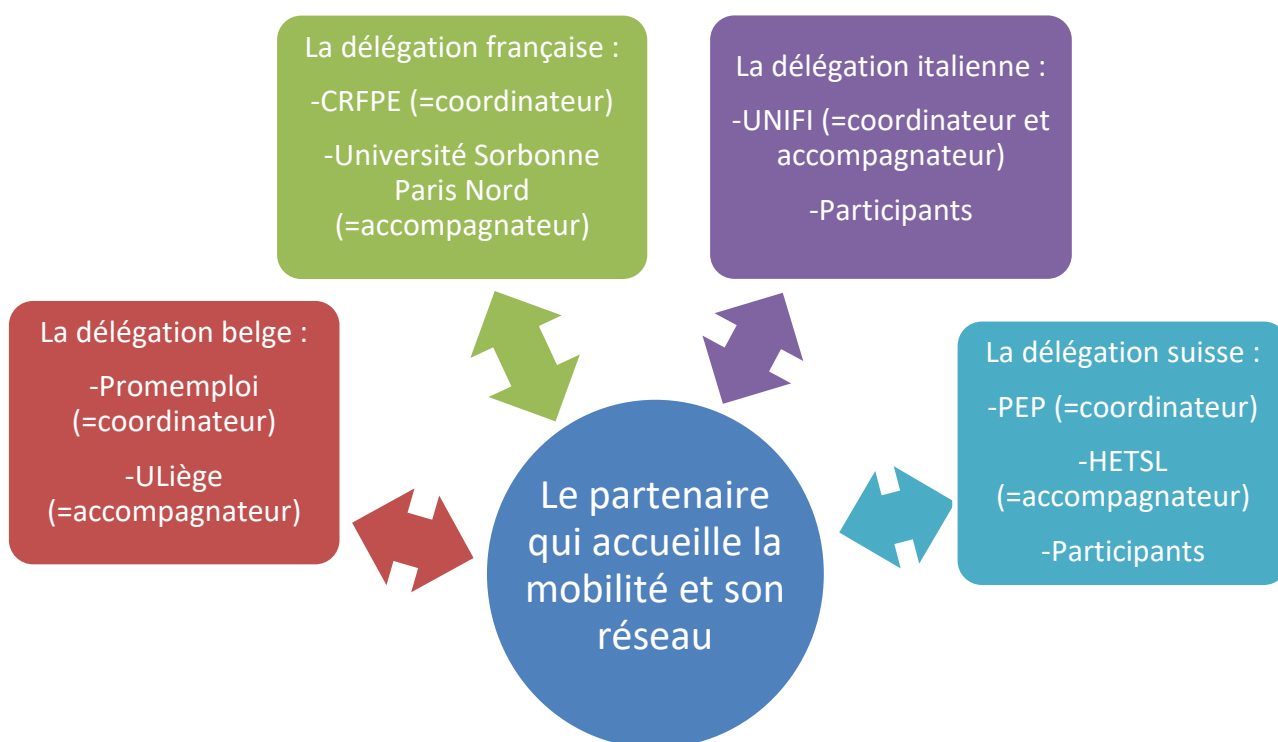 La délégation française :
-CRFPE (=coordinateur)
-Université Sorbonne
Paris Nord
(=accompagnateur)
La délégation italienne :
-UNIFI (=coordinateur et
accompagnateur)
-Participants
La délégation belge :
-Promemploi
(=coordinateur)
-ULiège
(=accompagnateur)
La délégation suisse :
-PEP (=coordinateur)
-HETSL
(=accompagnateur)
-Participants
Le partenaire
qui accueille la
mobilité et son
réseau